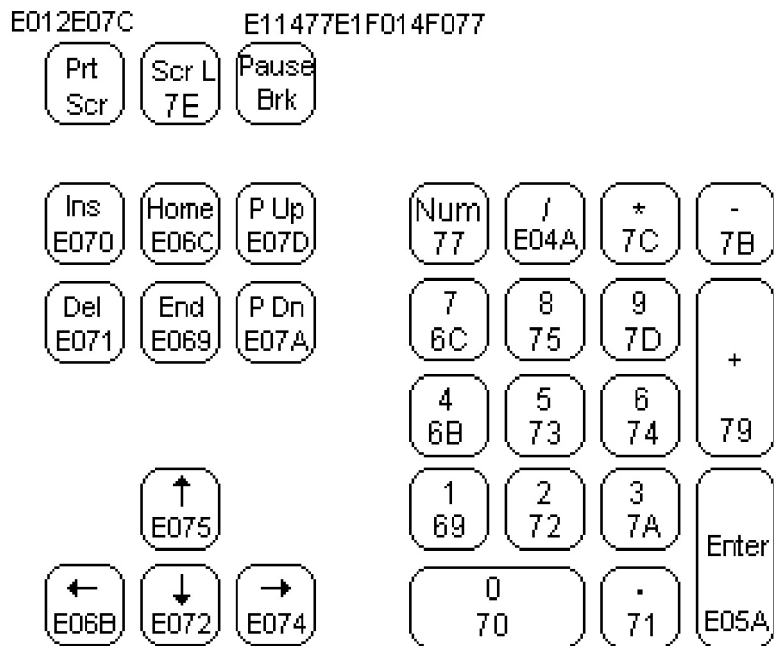 E012E07C E11477E1F014F077
Prt Scr L Pause
Scr 7E Brk
Ins Home P Up Num / * -
E070 E06C E07D 77 E04A 7C 7B
Del End P Dn 7 8 9
E071 E069 E07A 6C 75 7D
+
4 5 6
6B 73 74 79
↑ 1 2 3
E075 69 72 7A
Enter
← ↓ → 0 .
E06B E072 E074 70 71 E05A